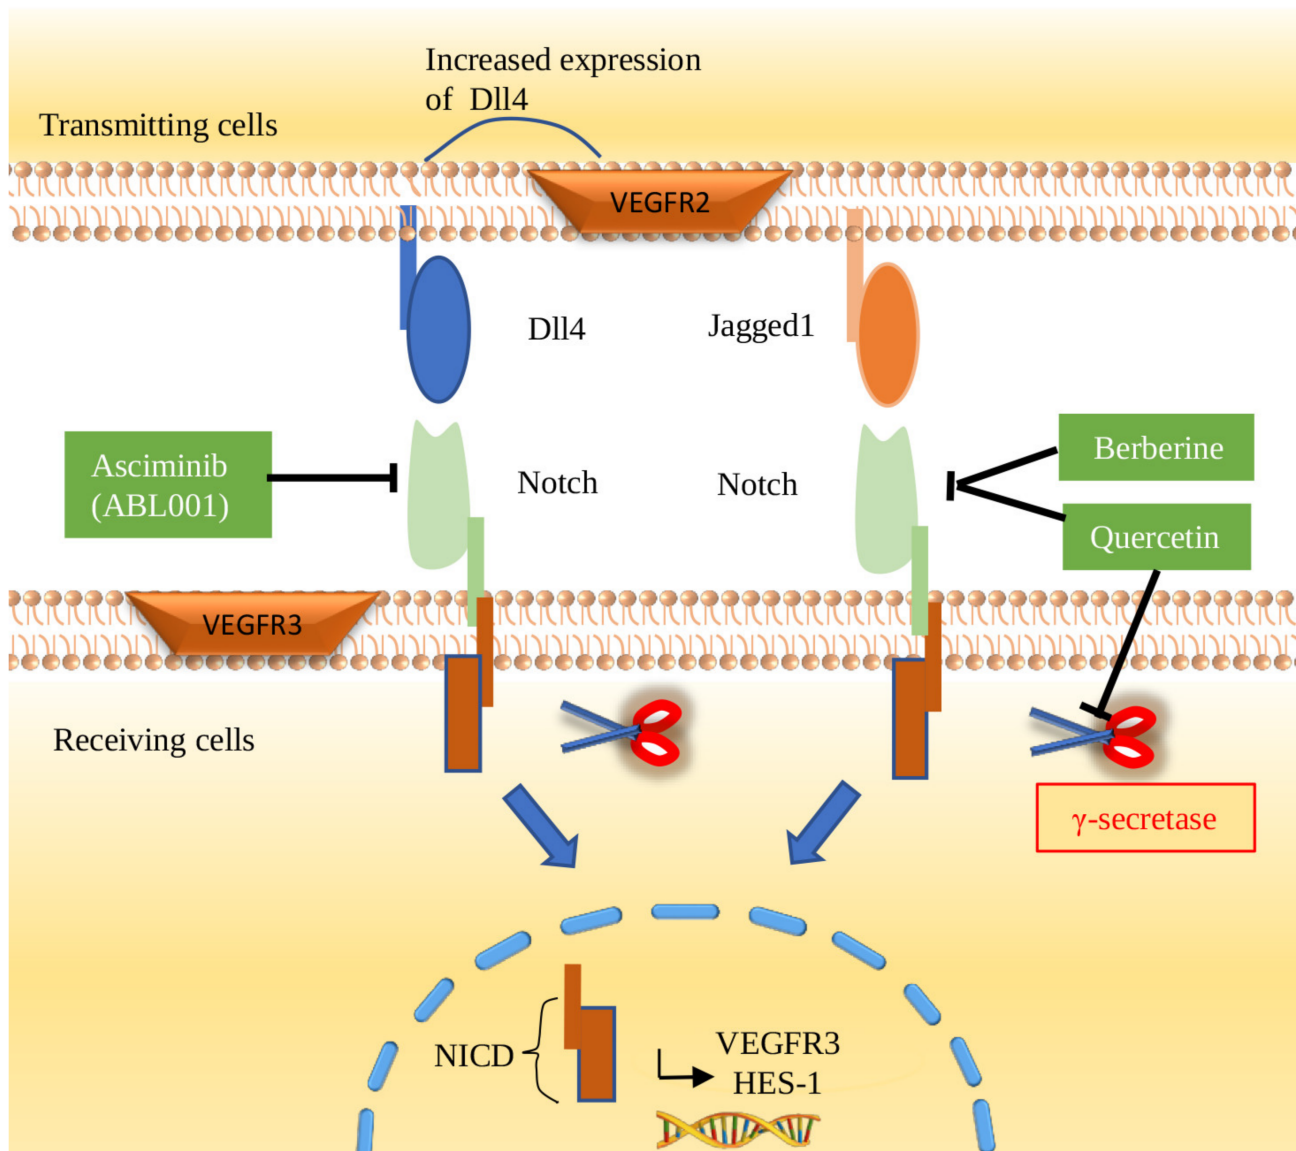 Increased expression
of Dll4
Transmitting cells
VEGFR2
Dll4
Jagged1
Asciminib
(ABL001)
Notch
Notch
Berberine
Quercetin
VEGFR3
Receiving cells
γ-secretase
NICD
VEGFR3
HES-1